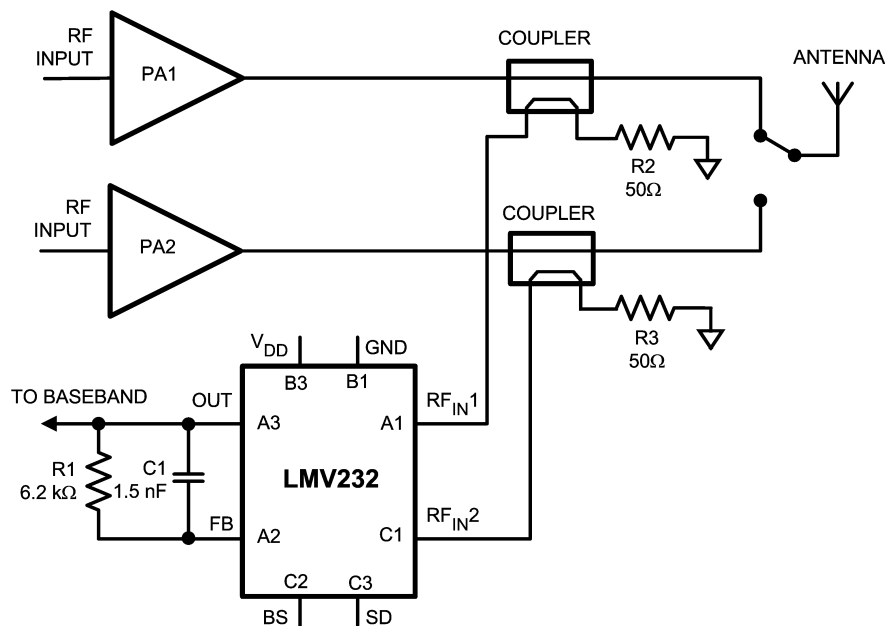 RF
INPUT
PA1
COUPLER
ANTENNA
R2
50Ω
RF
INPUT
PA2
COUPLER
R3
50Ω
VDD
GND
B3
B1
TO BASEBAND
OUT
A3
A1
RFIN1
R1
6.2 kΩ
C1
1.5 nF
LMV232
FB
A2
C1
RFIN2
C2
C3
BS
SD